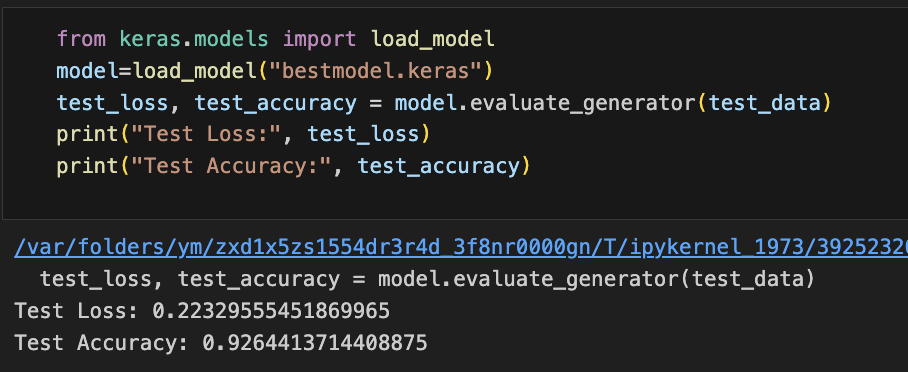 from keras.models import load_model
model=load_model("bestmodel.keras")
test_loss, test_accuracy = model.evaluate_generator(test_data)
print("Test Loss:", test_loss)
print("Test Accuracy:", test_accuracy)
/var/folders/ym/zxd1x5zs1554dr3r4d_3f8nr0000gn/T/ipykernel_1973/3925232
test_loss, test_accuracy = model.evaluate_generator(test_data)
Test Loss: 0.22329555451869965
Test Accuracy: 0.9264413714408875